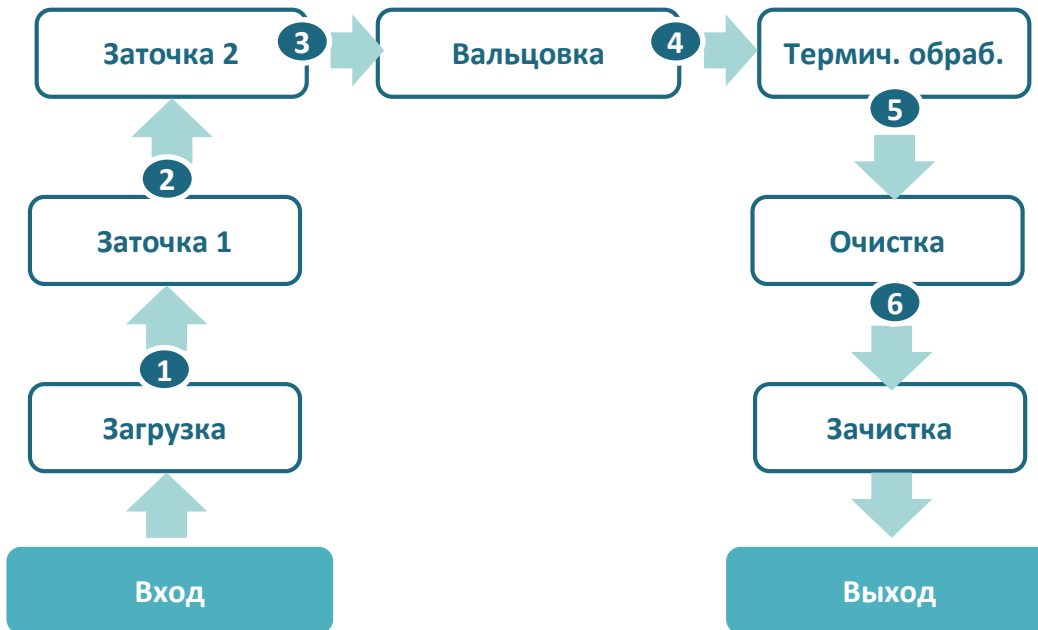 Заточка 2
3
Вальцовка
4
Термич. обраб.
5
2
Заточка 1
Очистка
6
1
Загрузка
Зачистка
Вход
Выход